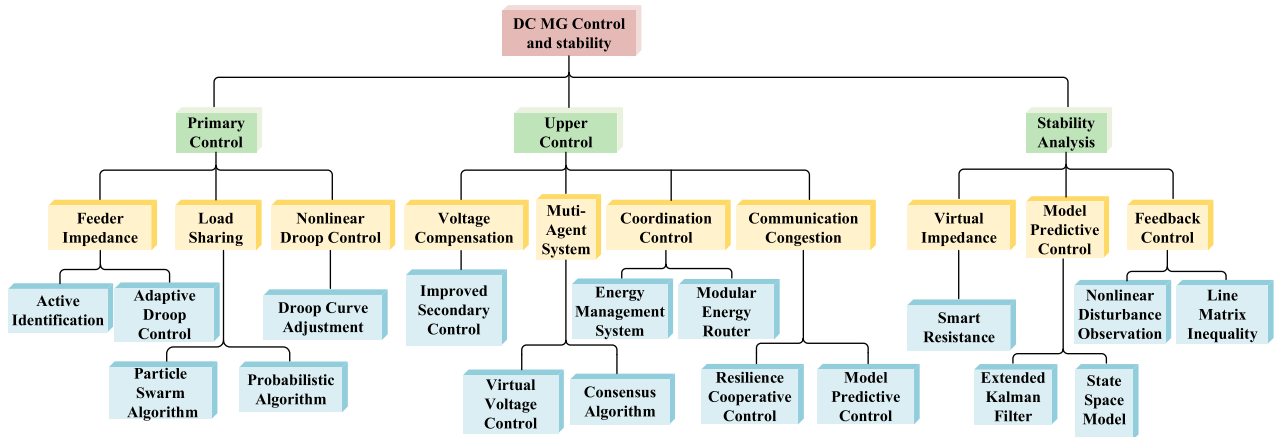 DC MG Control
and stability
Primary
Control
Upper
Control
Stability
Analysis
Feeder
Impedance
Load
Sharing
Nonlinear
Droop Control
Voltage
Compensation
Muti-
Agent
System
Coordination
Control
Communication
Congestion
Virtual
Impedance
Model
Predictive
Control
Feedback
Control
Active
Identification
Adaptive
Droop
Control
Droop Curve
Adjustment
Improved
Secondary
Control
Energy
Management
System
Modular
Energy
Router
Smart
Resistance
Nonlinear
Disturbance
Observation
Line
Matrix
Inequality
Particle
Swarm
Algorithm
Probabilistic
Algorithm
Virtual
Voltage
Control
Consensus
Algorithm
Resilience
Cooperative
Control
Model
Predictive
Control
Extended
Kalman
Filter
State
Space
Model